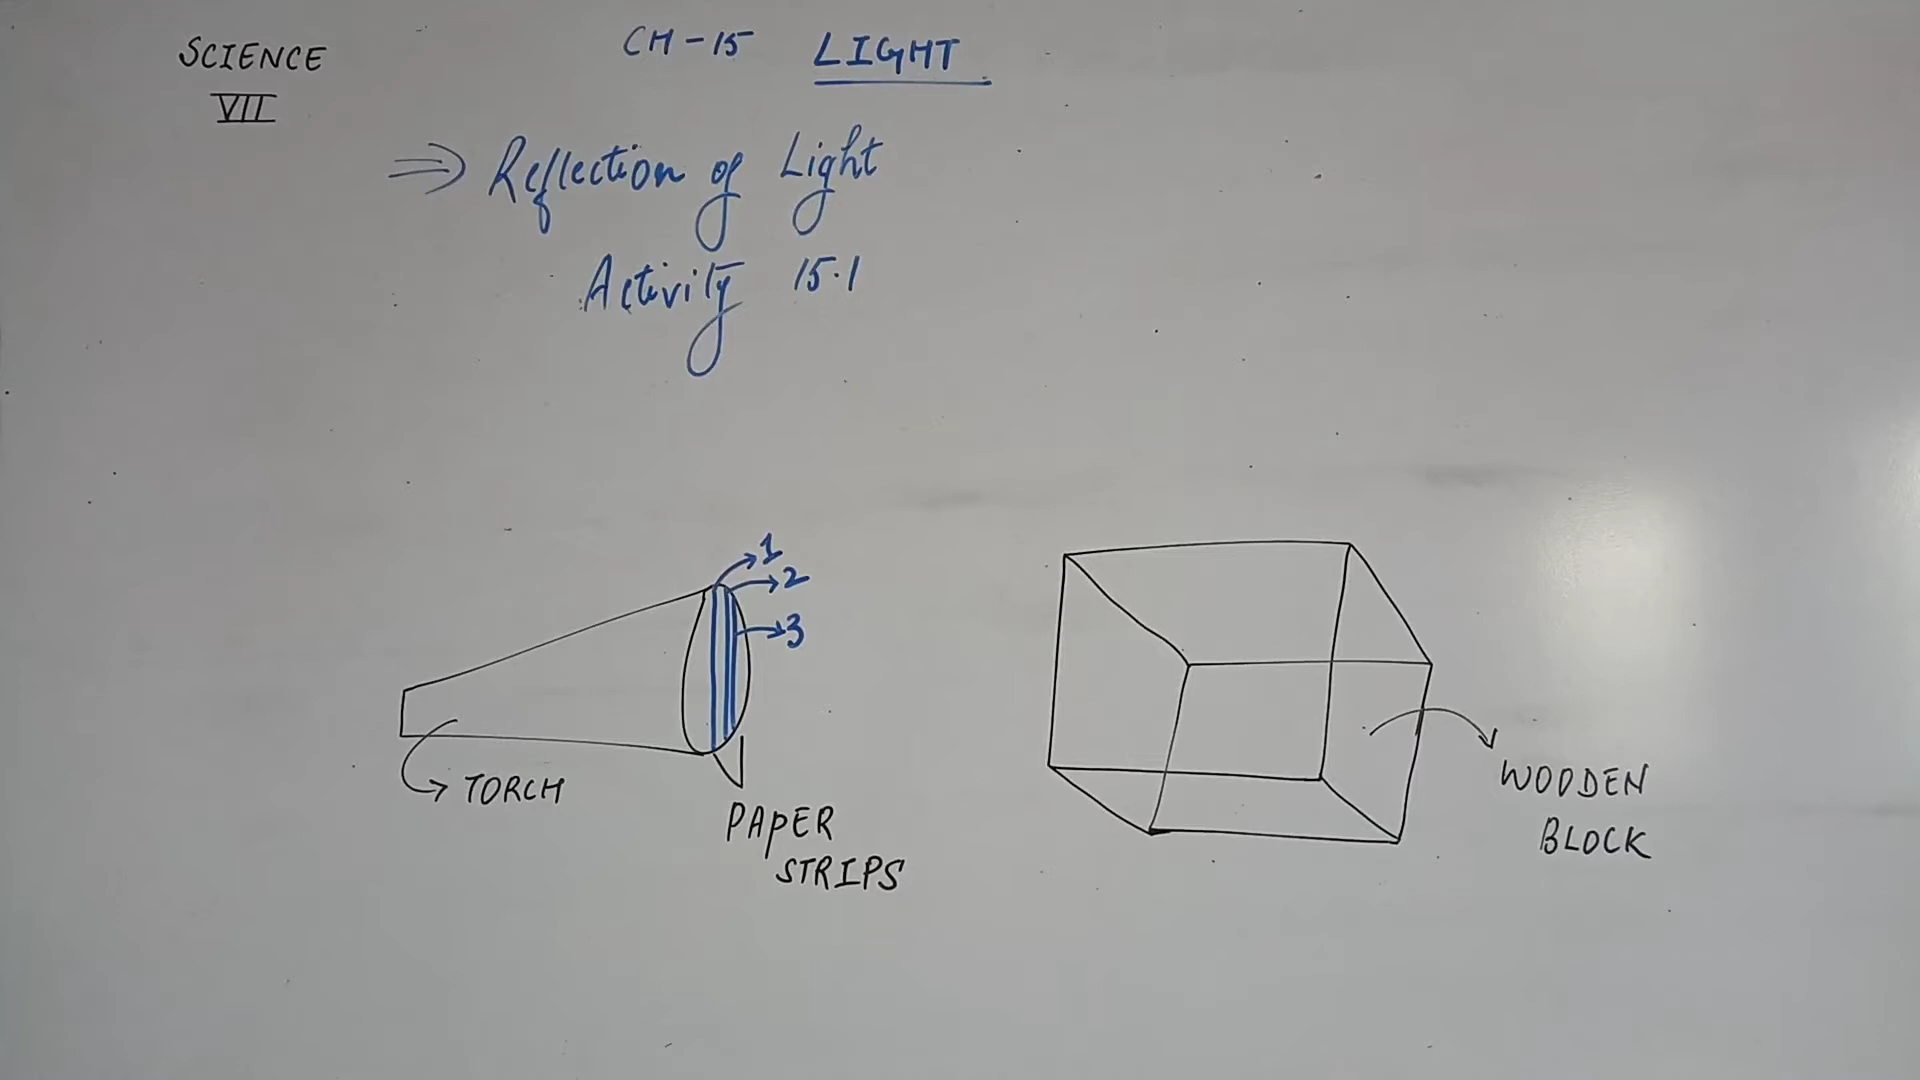 SCIENCE
VII
CH-15 LIGHT
⇒ Reflection of Light
Activity 15.1
1
2
3
TORCH
PAPER
STRIPS
WOODEN
BLOCK